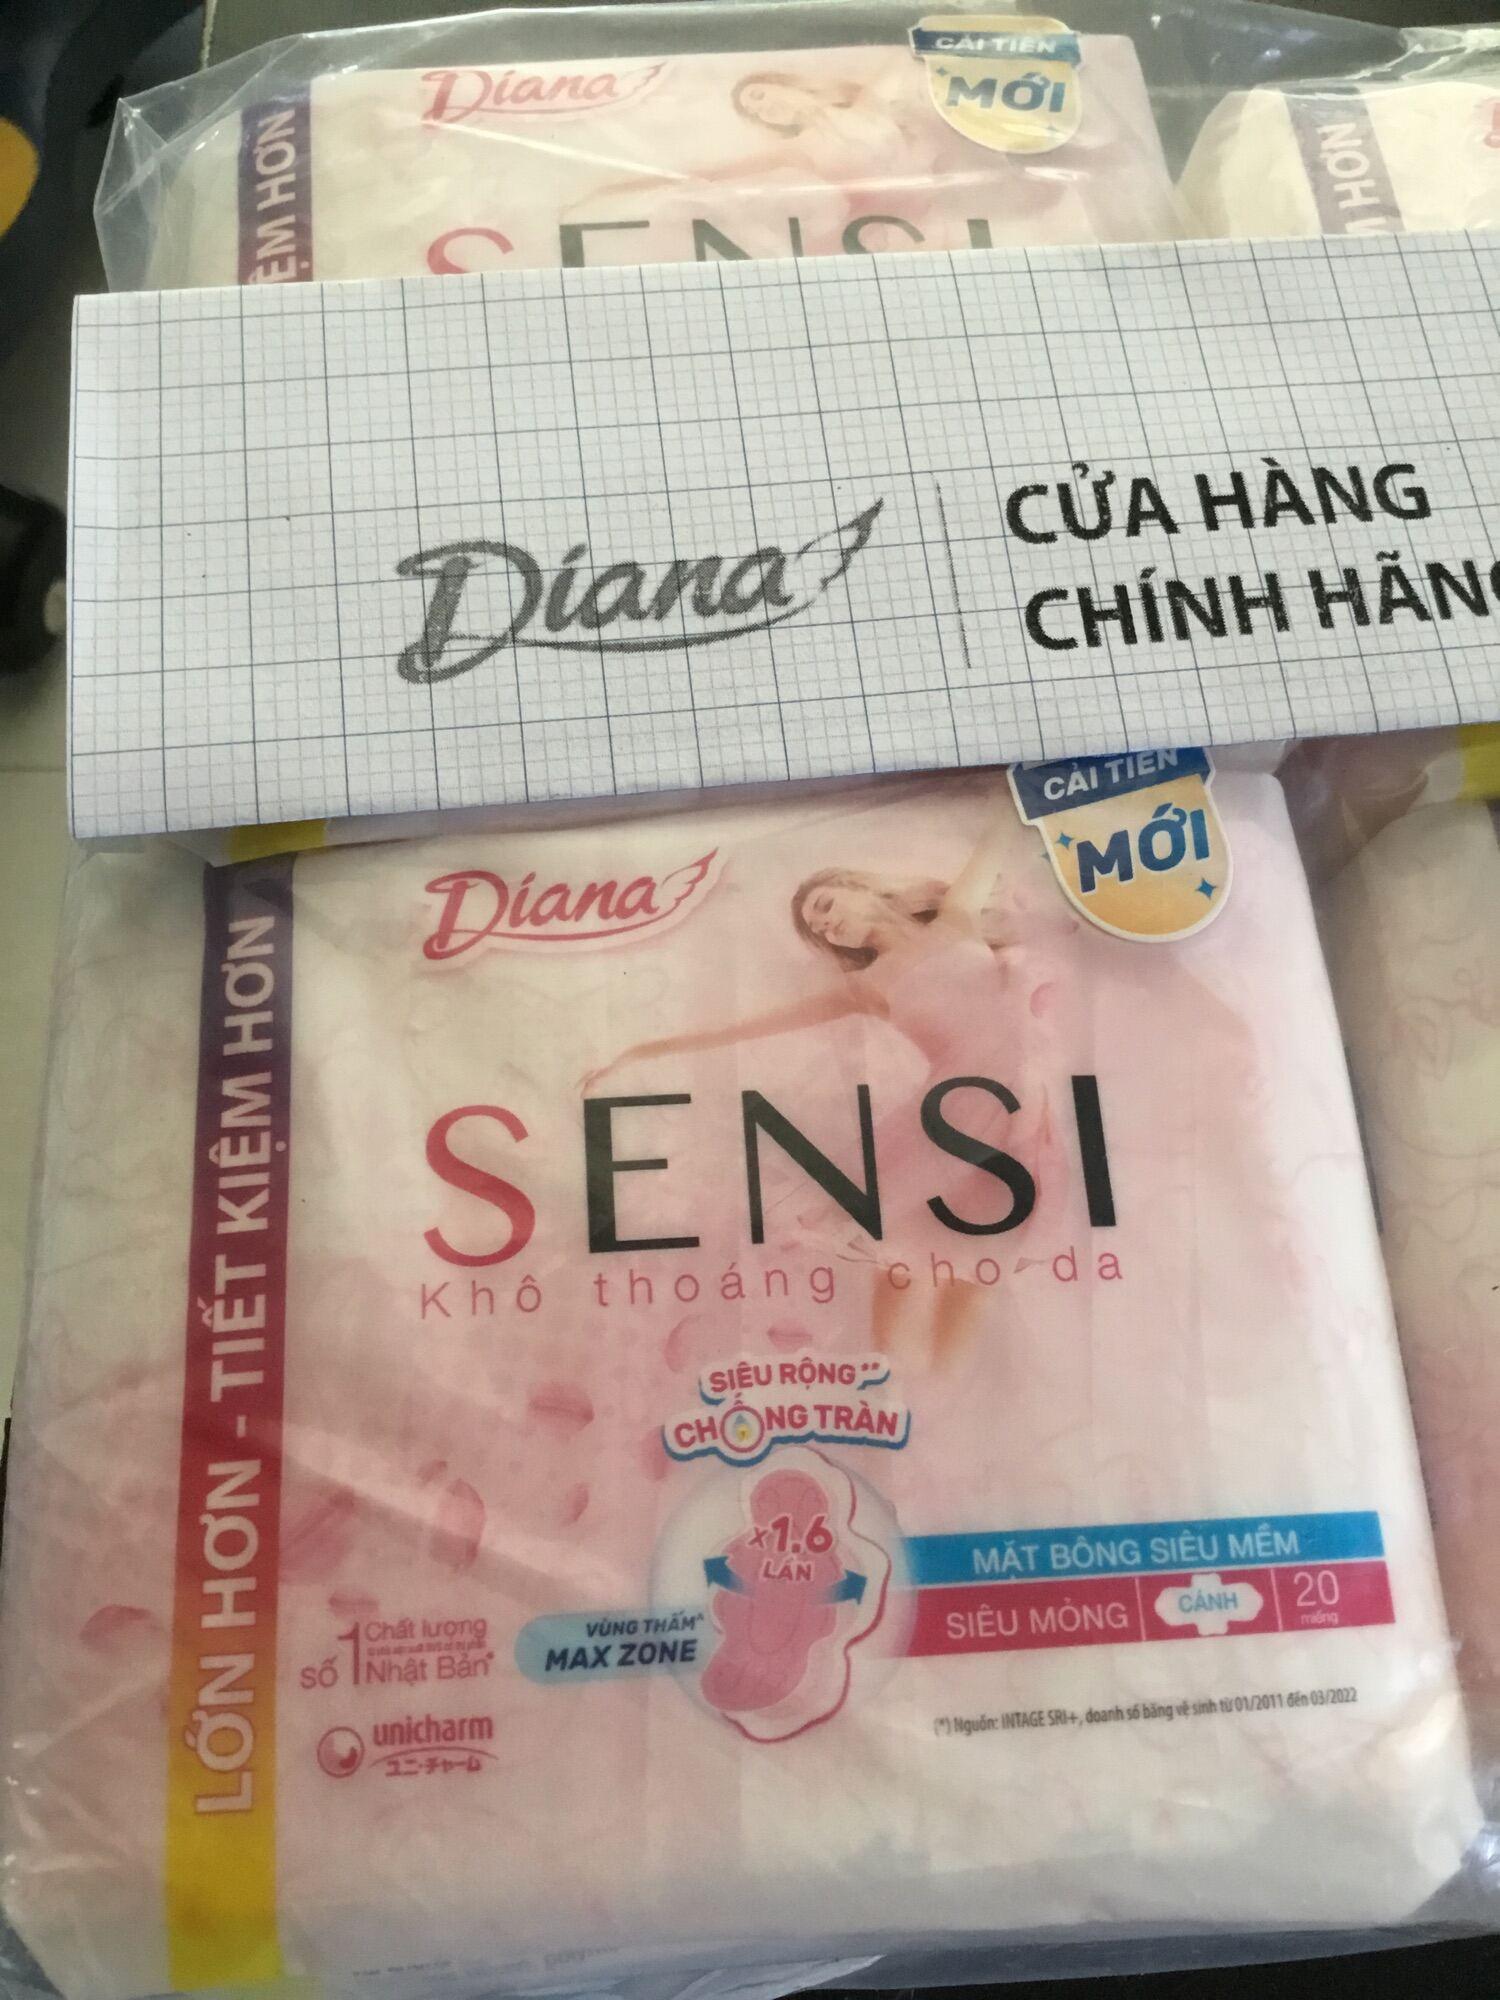 Diana
CẢI TIẾN
MỚI
SENSI
ỆM HƠN
M HƠN
Diana
CỬA HÀNG
CHÍNH HÃNG
CẢI TIẾN
MỚI
Diana
SENSI
Khô thoáng cho da
LỚN HƠN - TIẾT KIỆM HƠN
SIÊU RỘNG**
CHỐNG TRÀN
x1.6
LẦN
VÙNG THẤM^
MAX ZONE
MẶT BÔNG SIÊU MỀM
SIÊU MỎNG
CÁNH
20
miếng
số 1
Chất lượng
Nhật Bản*
unicharm
ユニ・チャーム
(*) Nguồn: INTAGE SRI+, doanh số băng vệ sinh từ 01/2011 đến 03/2022